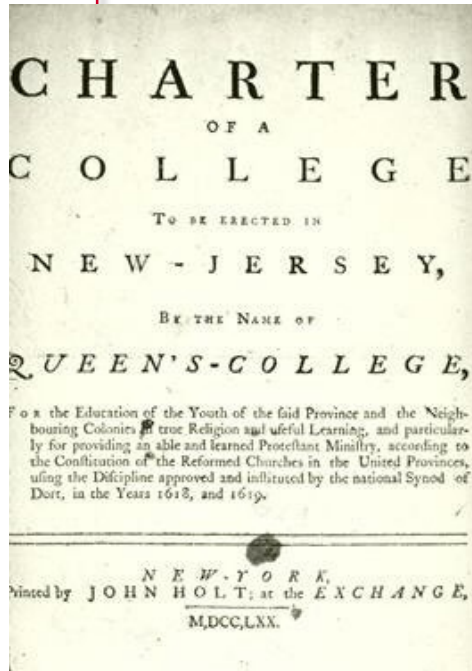 CHARTER
OF A
COLLEGE
TO BE ERECTED IN
NEW-JERSEY,
BY THE NAME OF
QUEEN'S-COLLEGE,
FOR the Education of the Youth of the ſaid Province and the Neigh-
bouring Colonies in true Religion and uſeful Learning, and particular-
ly for providing an able and learned Proteſtant Miniſtry, according to
the Conſtitution of the Reformed Churches in the United Provinces,
uſing the Diſcipline approved and inſtituted by the national Synod of
Dort, in the Years 1618, and 1619.
NEW-YORK,
Printed by JOHN HOLT; at the EXCHANGE,
M,DCC,LXX.